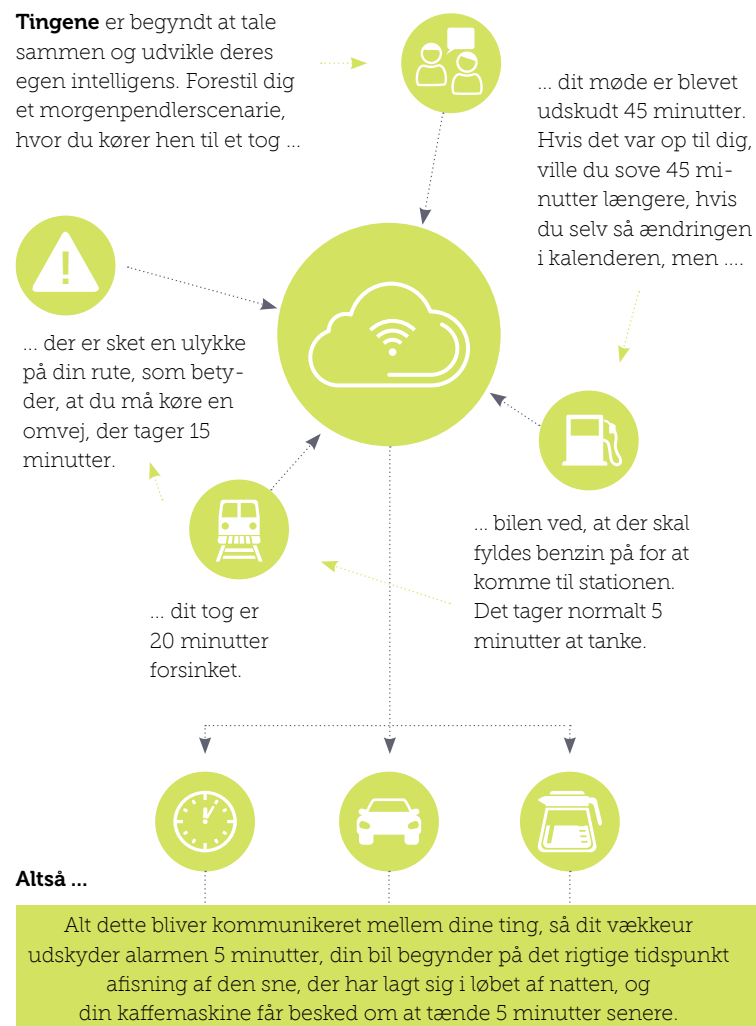 Tingene er begyndt at tale
sammen og udvikle deres
egen intelligens. Forestil dig
et morgenpendlerscenarie,
hvor du kører hen til et tog ...
... dit møde er blevet
udskudt 45 minutter.
Hvis det var op til dig,
ville du sove 45 mi-
nutter længere, hvis
du selv så ændringen
i kalenderen, men ....
... bilen ved, at der skal
fyldes benzin på for at
komme til stationen.
Det tager normalt 5
minutter at tanke.
... dit tog er
20 minutter
forsinket.
... der er sket en ulykke
på din rute, som bety-
der, at du må køre en
omvej, der tager 15
minutter.
Altså ...
Alt dette bliver kommunikeret mellem dine ting, så dit vækkeur
udskyder alarmen 5 minutter, din bil begynder på det rigtige tidspunkt
afisning af den sne, der har lagt sig i løbet af natten, og
din kaffemaskine får besked om at tænde 5 minutter senere.